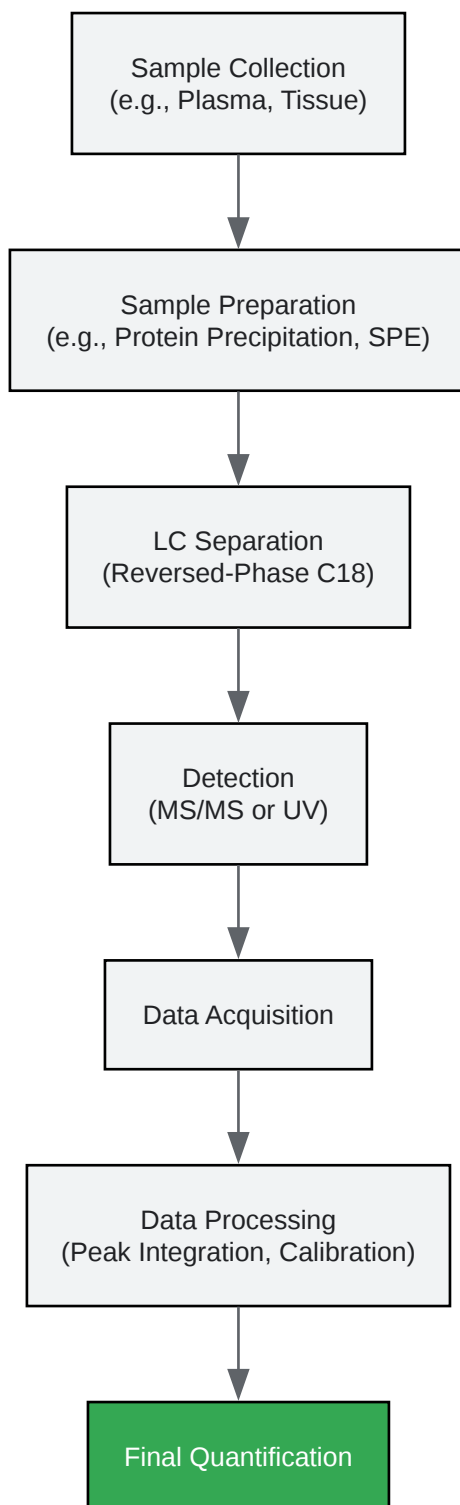 Sample Collection
(e.g., Plasma, Tissue)
Sample Preparation
(e.g., Protein Precipitation, SPE)
LC Separation
(Reversed-Phase C18)
Detection
(MS/MS or UV)
Data Acquisition
Data Processing
(Peak Integration, Calibration)
Final Quantification